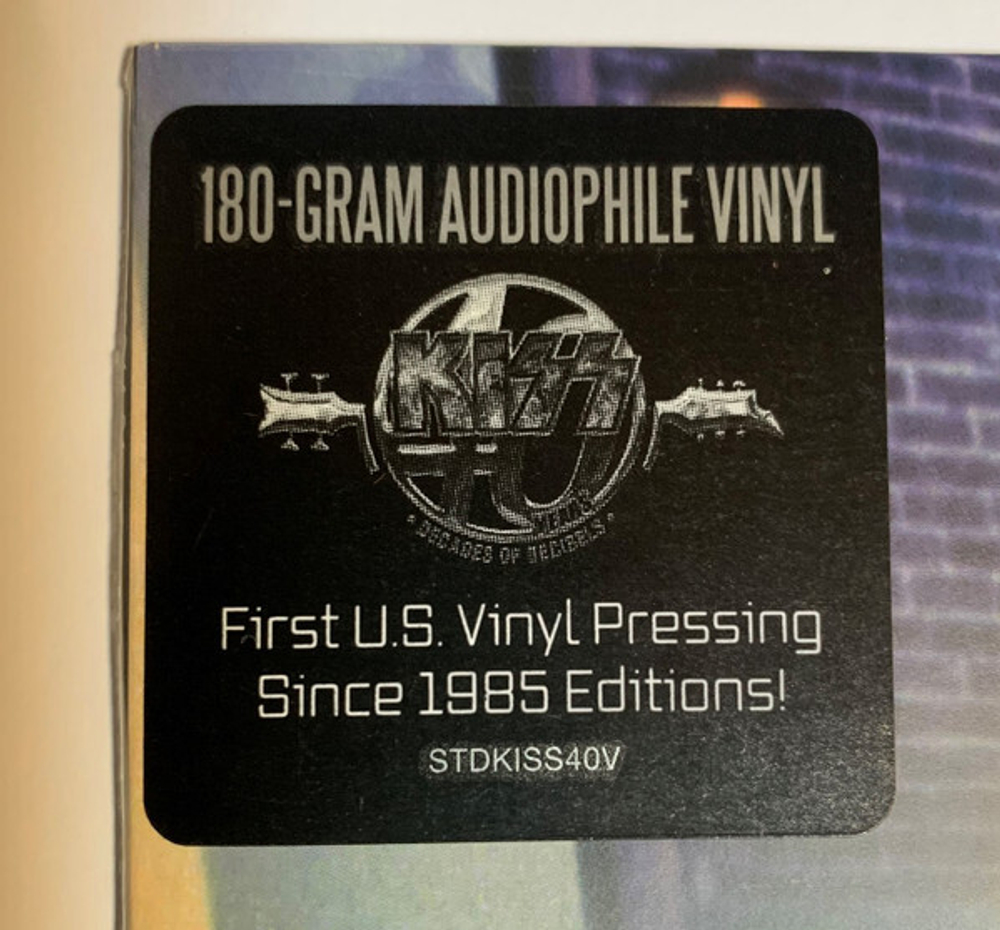 180-GRAM AUDIOPHILE VINYL
KISS
40
YEARS
• DECADES OF DECIBELS •
First U.S. Vinyl Pressing
Since 1985 Editions!
STDKISS40V